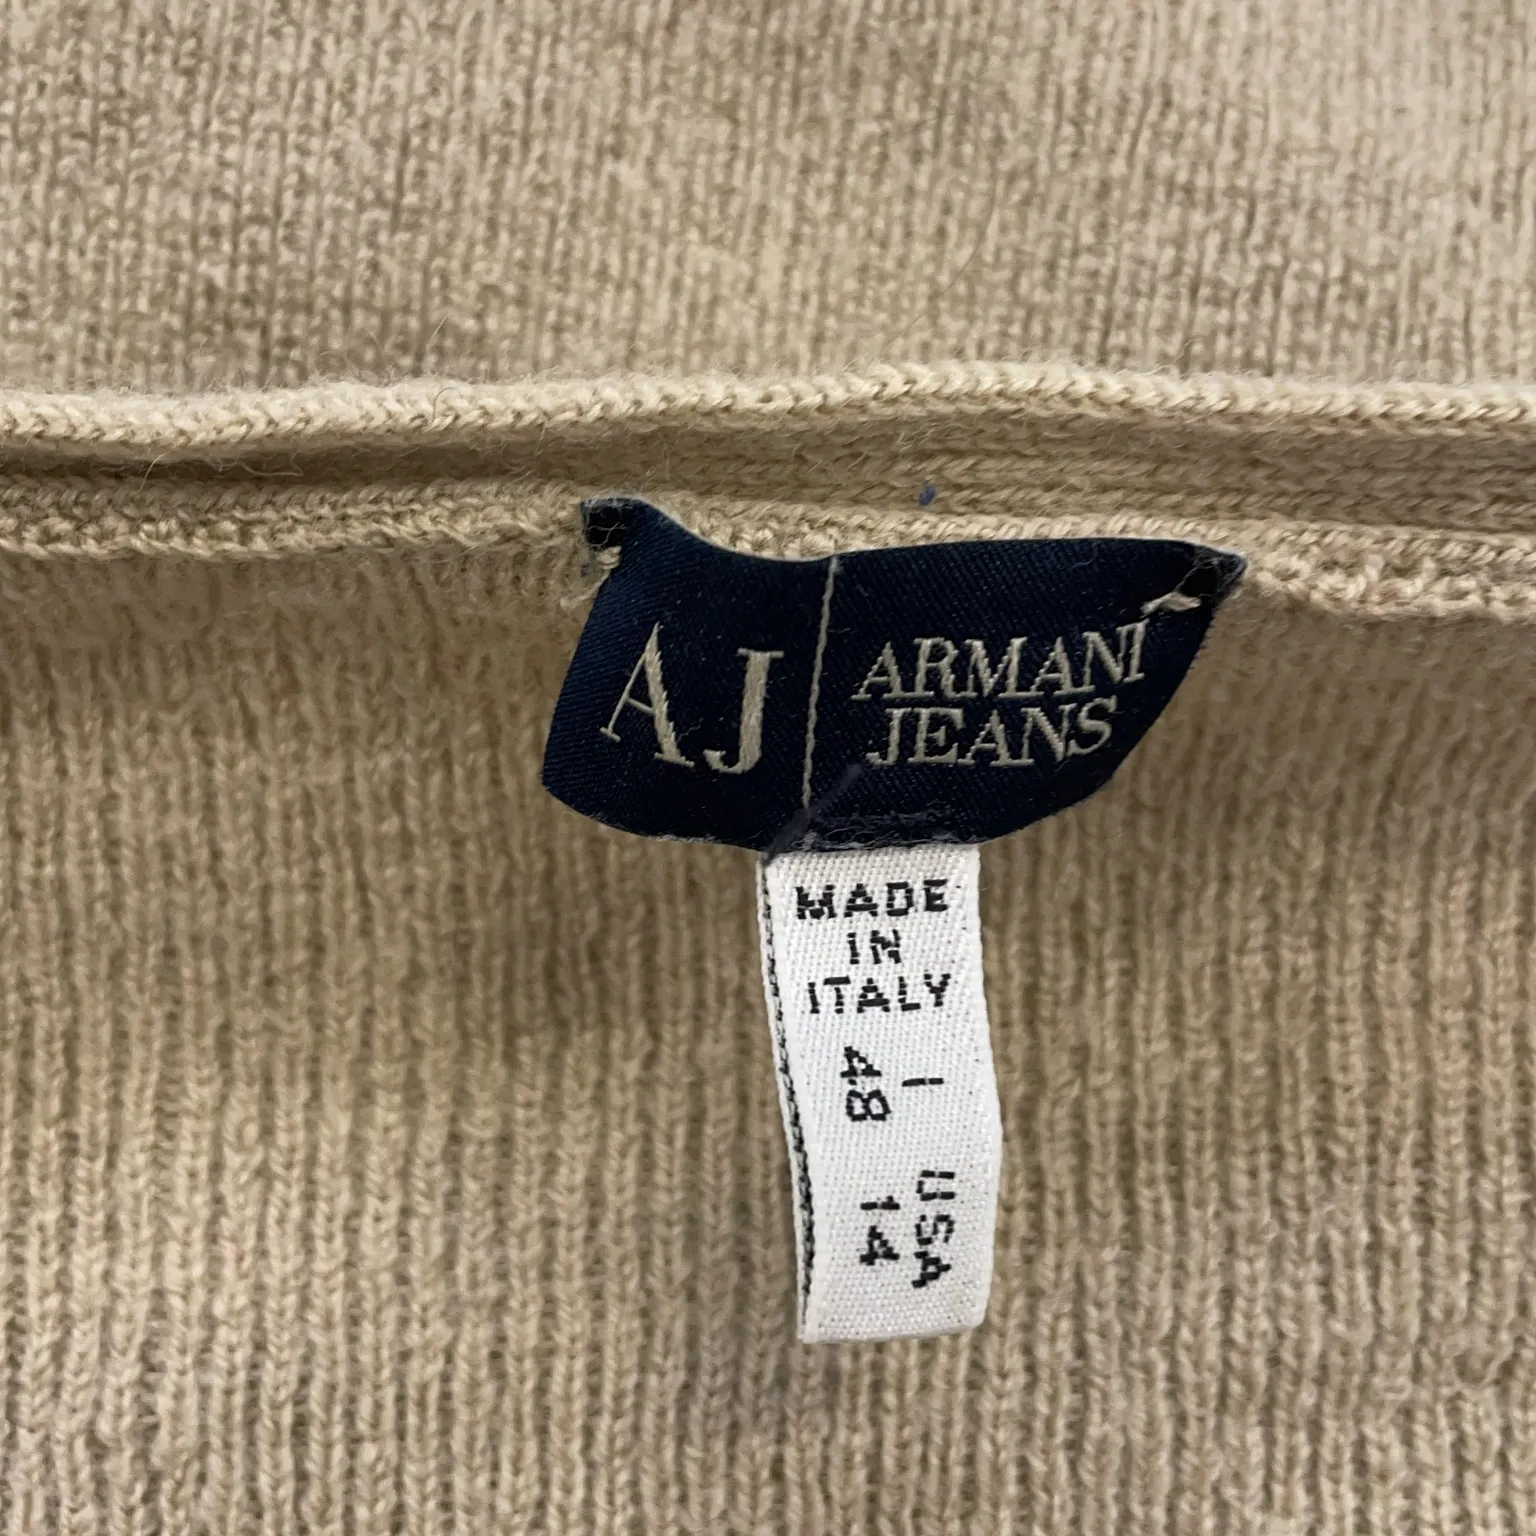 AJ
ARMANI
JEANS
MADE
IN
ITALY
I
48
USA
14